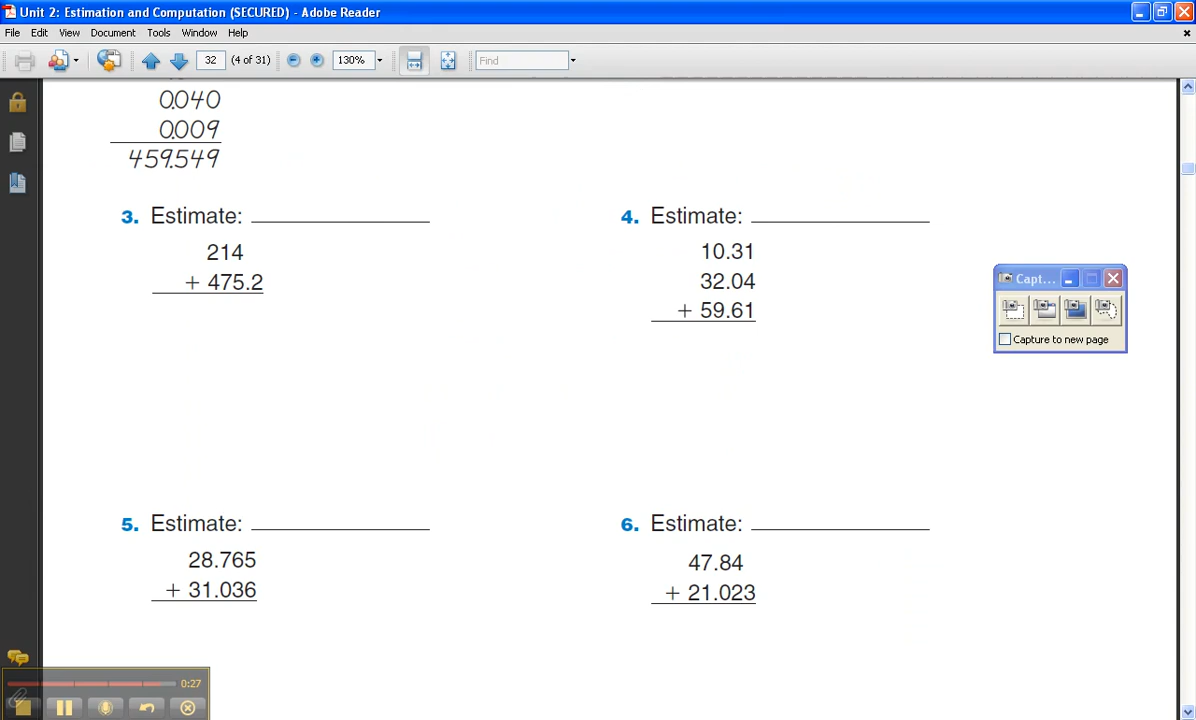 Unit 2: Estimation and Computation (SECURED) - Adobe Reader
File Edit View Document Tools Window Help
32 (4 of 31) 130% Find
0.040
0.009
459.549
3. Estimate:
214
+ 475.2
4. Estimate:
10.31
32.04
+ 59.61
Capt...
Capture to new page
5. Estimate:
28.765
+ 31.036
6. Estimate:
47.84
+ 21.023
0:27